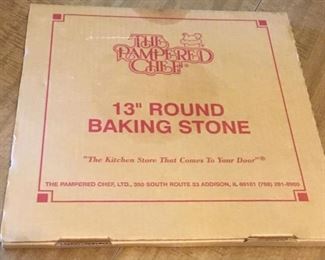 THE
PAMPERED
CHEF®
13" ROUND
BAKING STONE
"The Kitchen Store That Comes To Your Door"®
THE PAMPERED CHEF, LTD., 350 SOUTH ROUTE 53 ADDISON, IL 60101 (708)